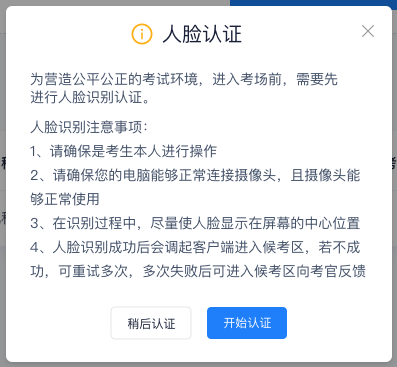 人脸认证
为营造公平公正的考试环境，进入考场前，需要先
进行人脸识别认证。
人脸识别注意事项：
1、请确保是考生本人进行操作
2、请确保您的电脑能够正常连接摄像头，且摄像头能
够正常使用
3、在识别过程中，尽量使人脸显示在屏幕的中心位置
4、人脸识别成功后会调起客户端进入候考区，若不成
功，可重试多次，多次失败后可进入候考区向考官反馈
稍后认证
开始认证